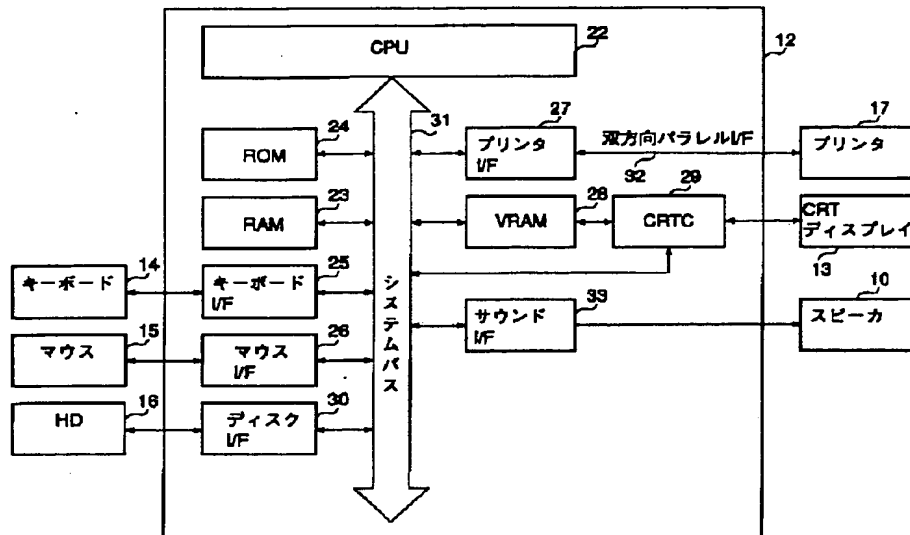 CPU
22
12
31
24
ROM
27
プリンタ
I/F
双方向パラレルI/F
32
17
プリンタ
23
RAM
28
VRAM
29
CRTC
CRT
ディスプレイ
13
14
キーボード
25
キーボード
I/F
システムバス
33
サウンド
I/F
10
スピーカ
15
マウス
26
マウス
I/F
16
HD
30
ディスク
I/F